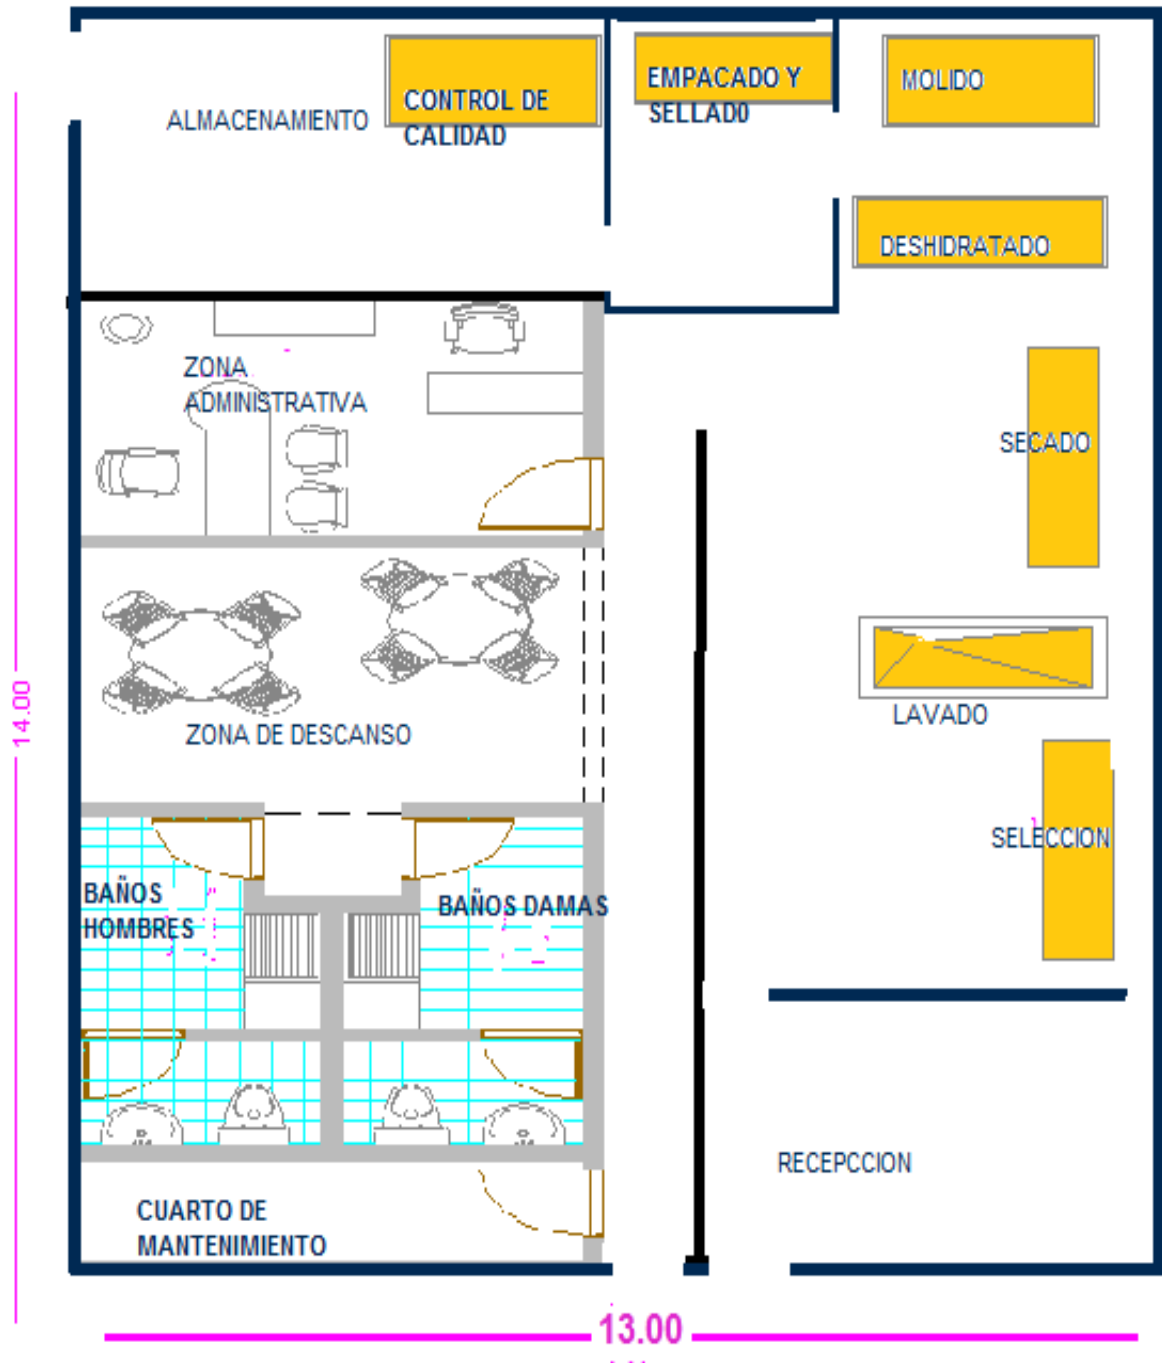 EMPACADO Y
SELLAD0
MOLIDO
CONTROL DE
CALIDAD
ALMACENAMIENTO
DESHIDRATADO
ZONA
ADMINISTRATIVA
SECADO
14.00
ZONA DE DESCANSO
LAVADO
SELECCION
BAÑOS
HOMBRES
BAÑOS DAMAS
RECEPCCION
CUARTO DE
MANTENIMIENTO
13.00